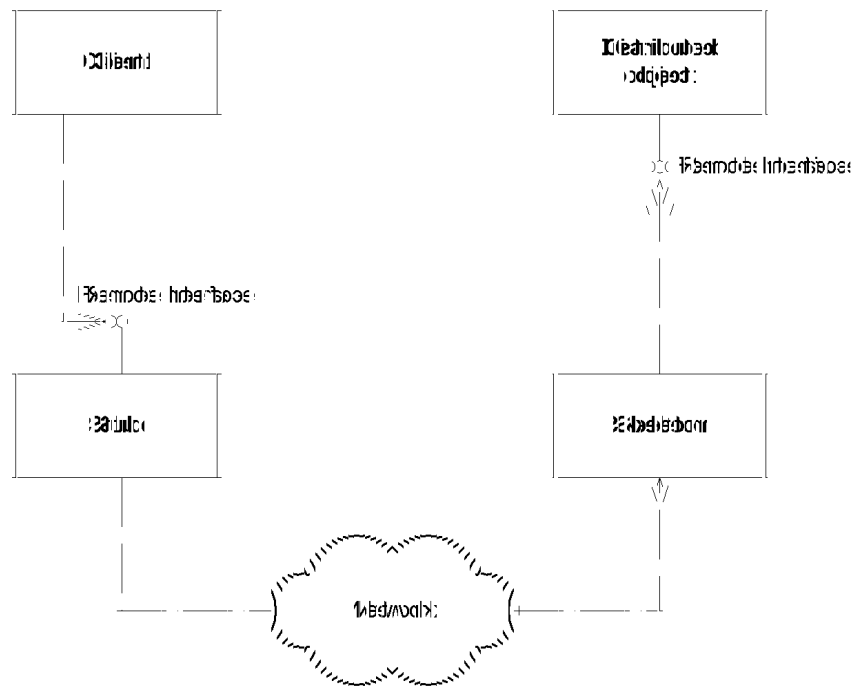 Client
Distributed
object
Remote Interface
Remote Interface
Stub
Skeleton
Network